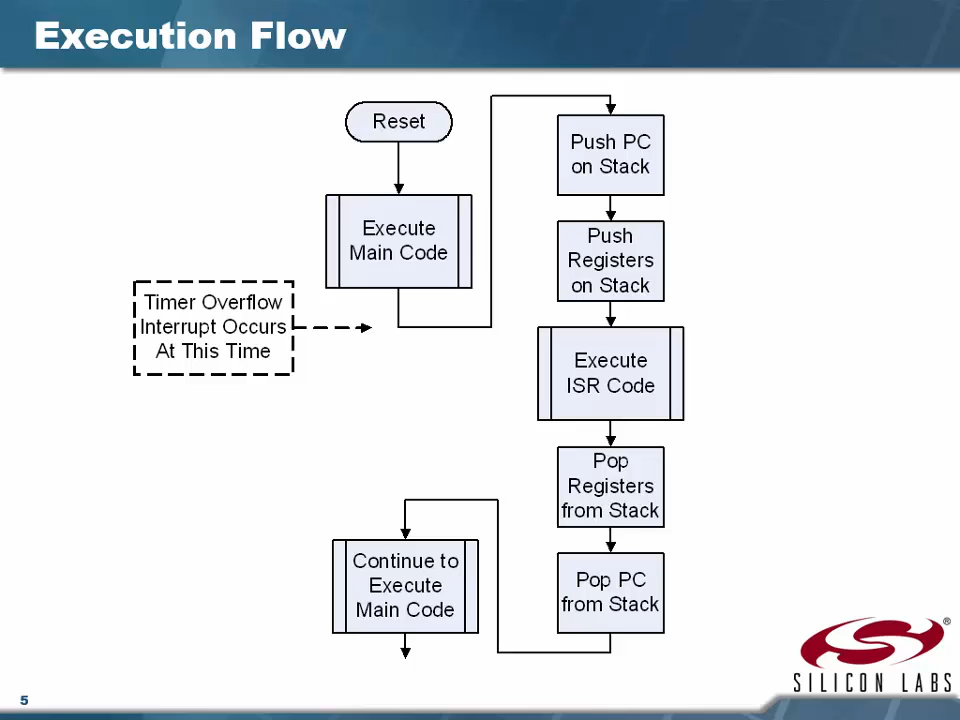 Execution Flow
Reset
Execute
Main Code
Timer Overflow
Interrupt Occurs
At This Time
Push PC
on Stack
Push
Registers
on Stack
Execute
ISR Code
Pop
Registers
from Stack
Pop PC
from Stack
Continue to
Execute
Main Code
®
SILICON LABS
5